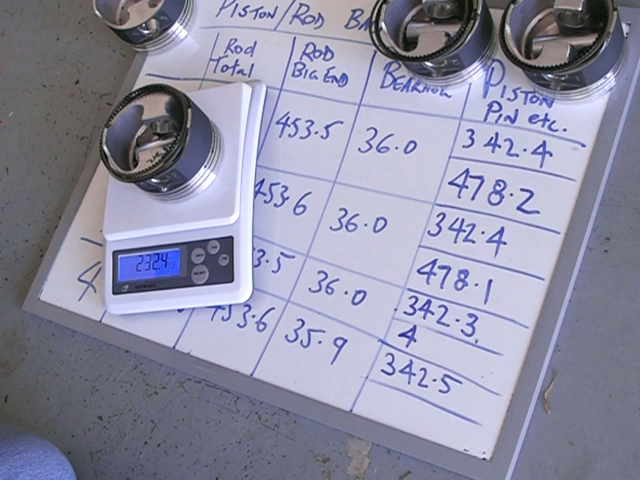 PISTON/ROD
Rod Total
ROD BIG END
BEARING
PISTON PIN etc.
453.5 36.0 342.4
478.2
453.6 36.0 342.4
478.1
3.5 36.0 342.3
4
453.6 35.9 342.5
4
232.4